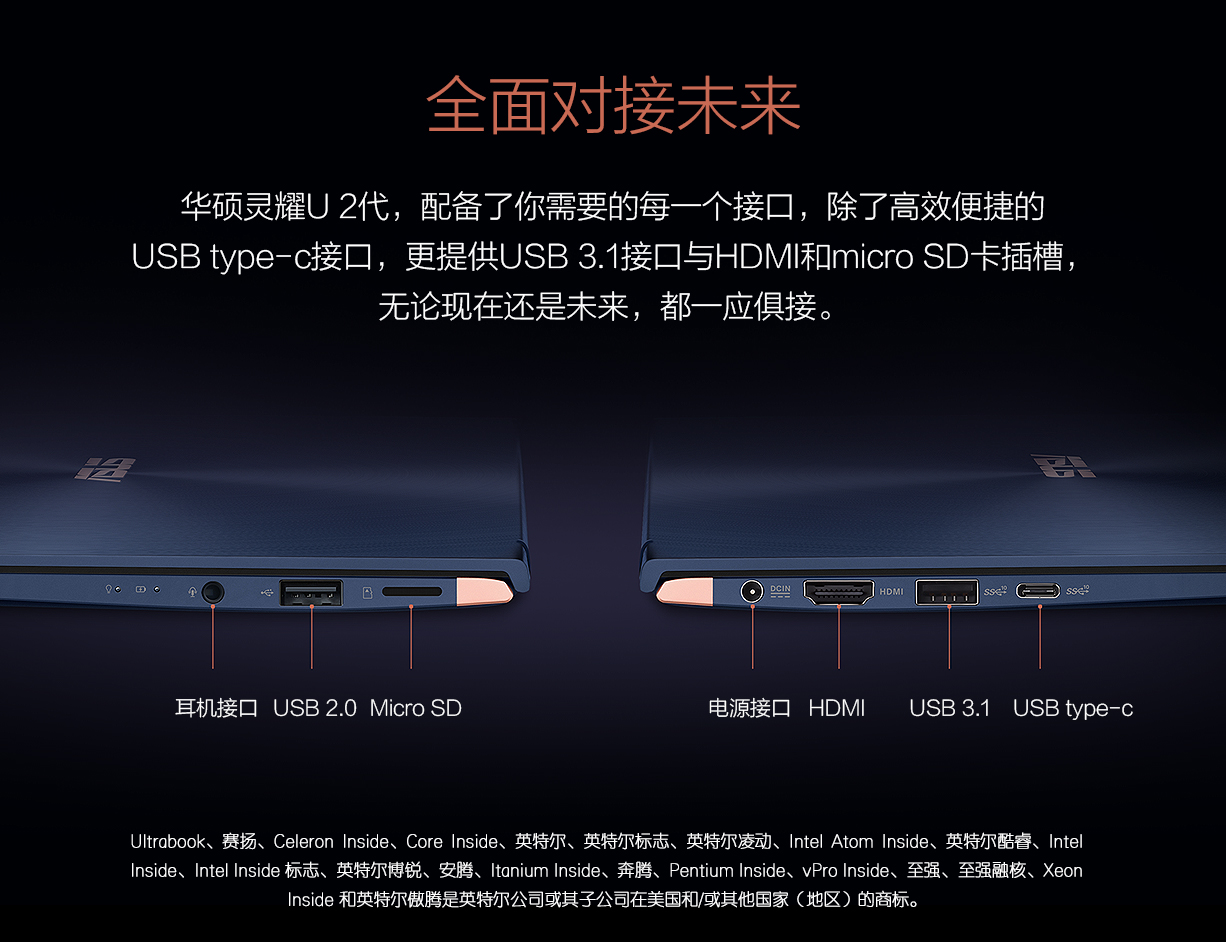 全面对接未来
华硕灵耀U 2代，配备了你需要的每一个接口，除了高效便捷的
USB type-c接口，更提供USB 3.1接口与HDMI和micro SD卡插槽，
无论现在还是未来，都一应俱接。
DCIN
HDMI
SS 10
SS 10
耳机接口 USB 2.0 Micro SD
电源接口 HDMI USB 3.1 USB type-c
Ultrabook、赛扬、Celeron Inside、Core Inside、英特尔、英特尔标志、英特尔凌动、Intel Atom Inside、英特尔酷睿、Intel
Inside、Intel Inside 标志、英特尔博锐、安腾、Itanium Inside、奔腾、Pentium Inside、vPro Inside、至强、至强融核、Xeon
Inside 和英特尔傲腾是英特尔公司或其子公司在美国和/或其他国家（地区）的商标。